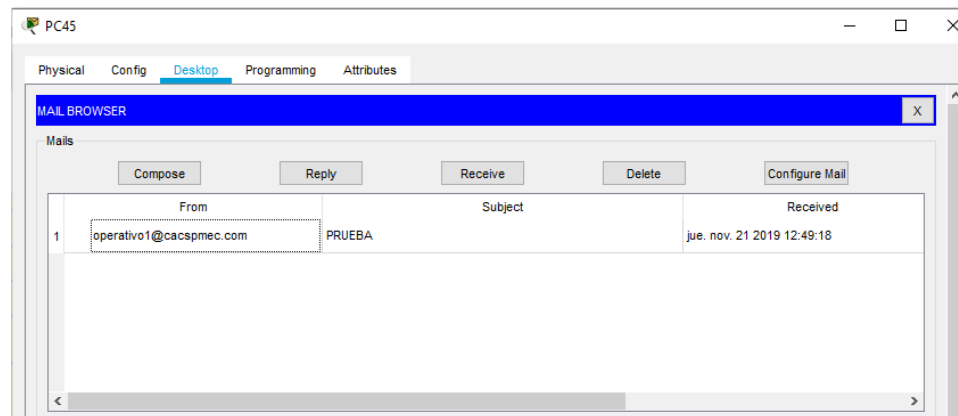 PC45
Physical Config Desktop Programming Attributes
MAIL BROWSER X
Mails
Compose Reply Receive Delete Configure Mail
From Subject Received
1 operativo1@cacspmec.com PRUEBA jue. nov. 21 2019 12:49:18